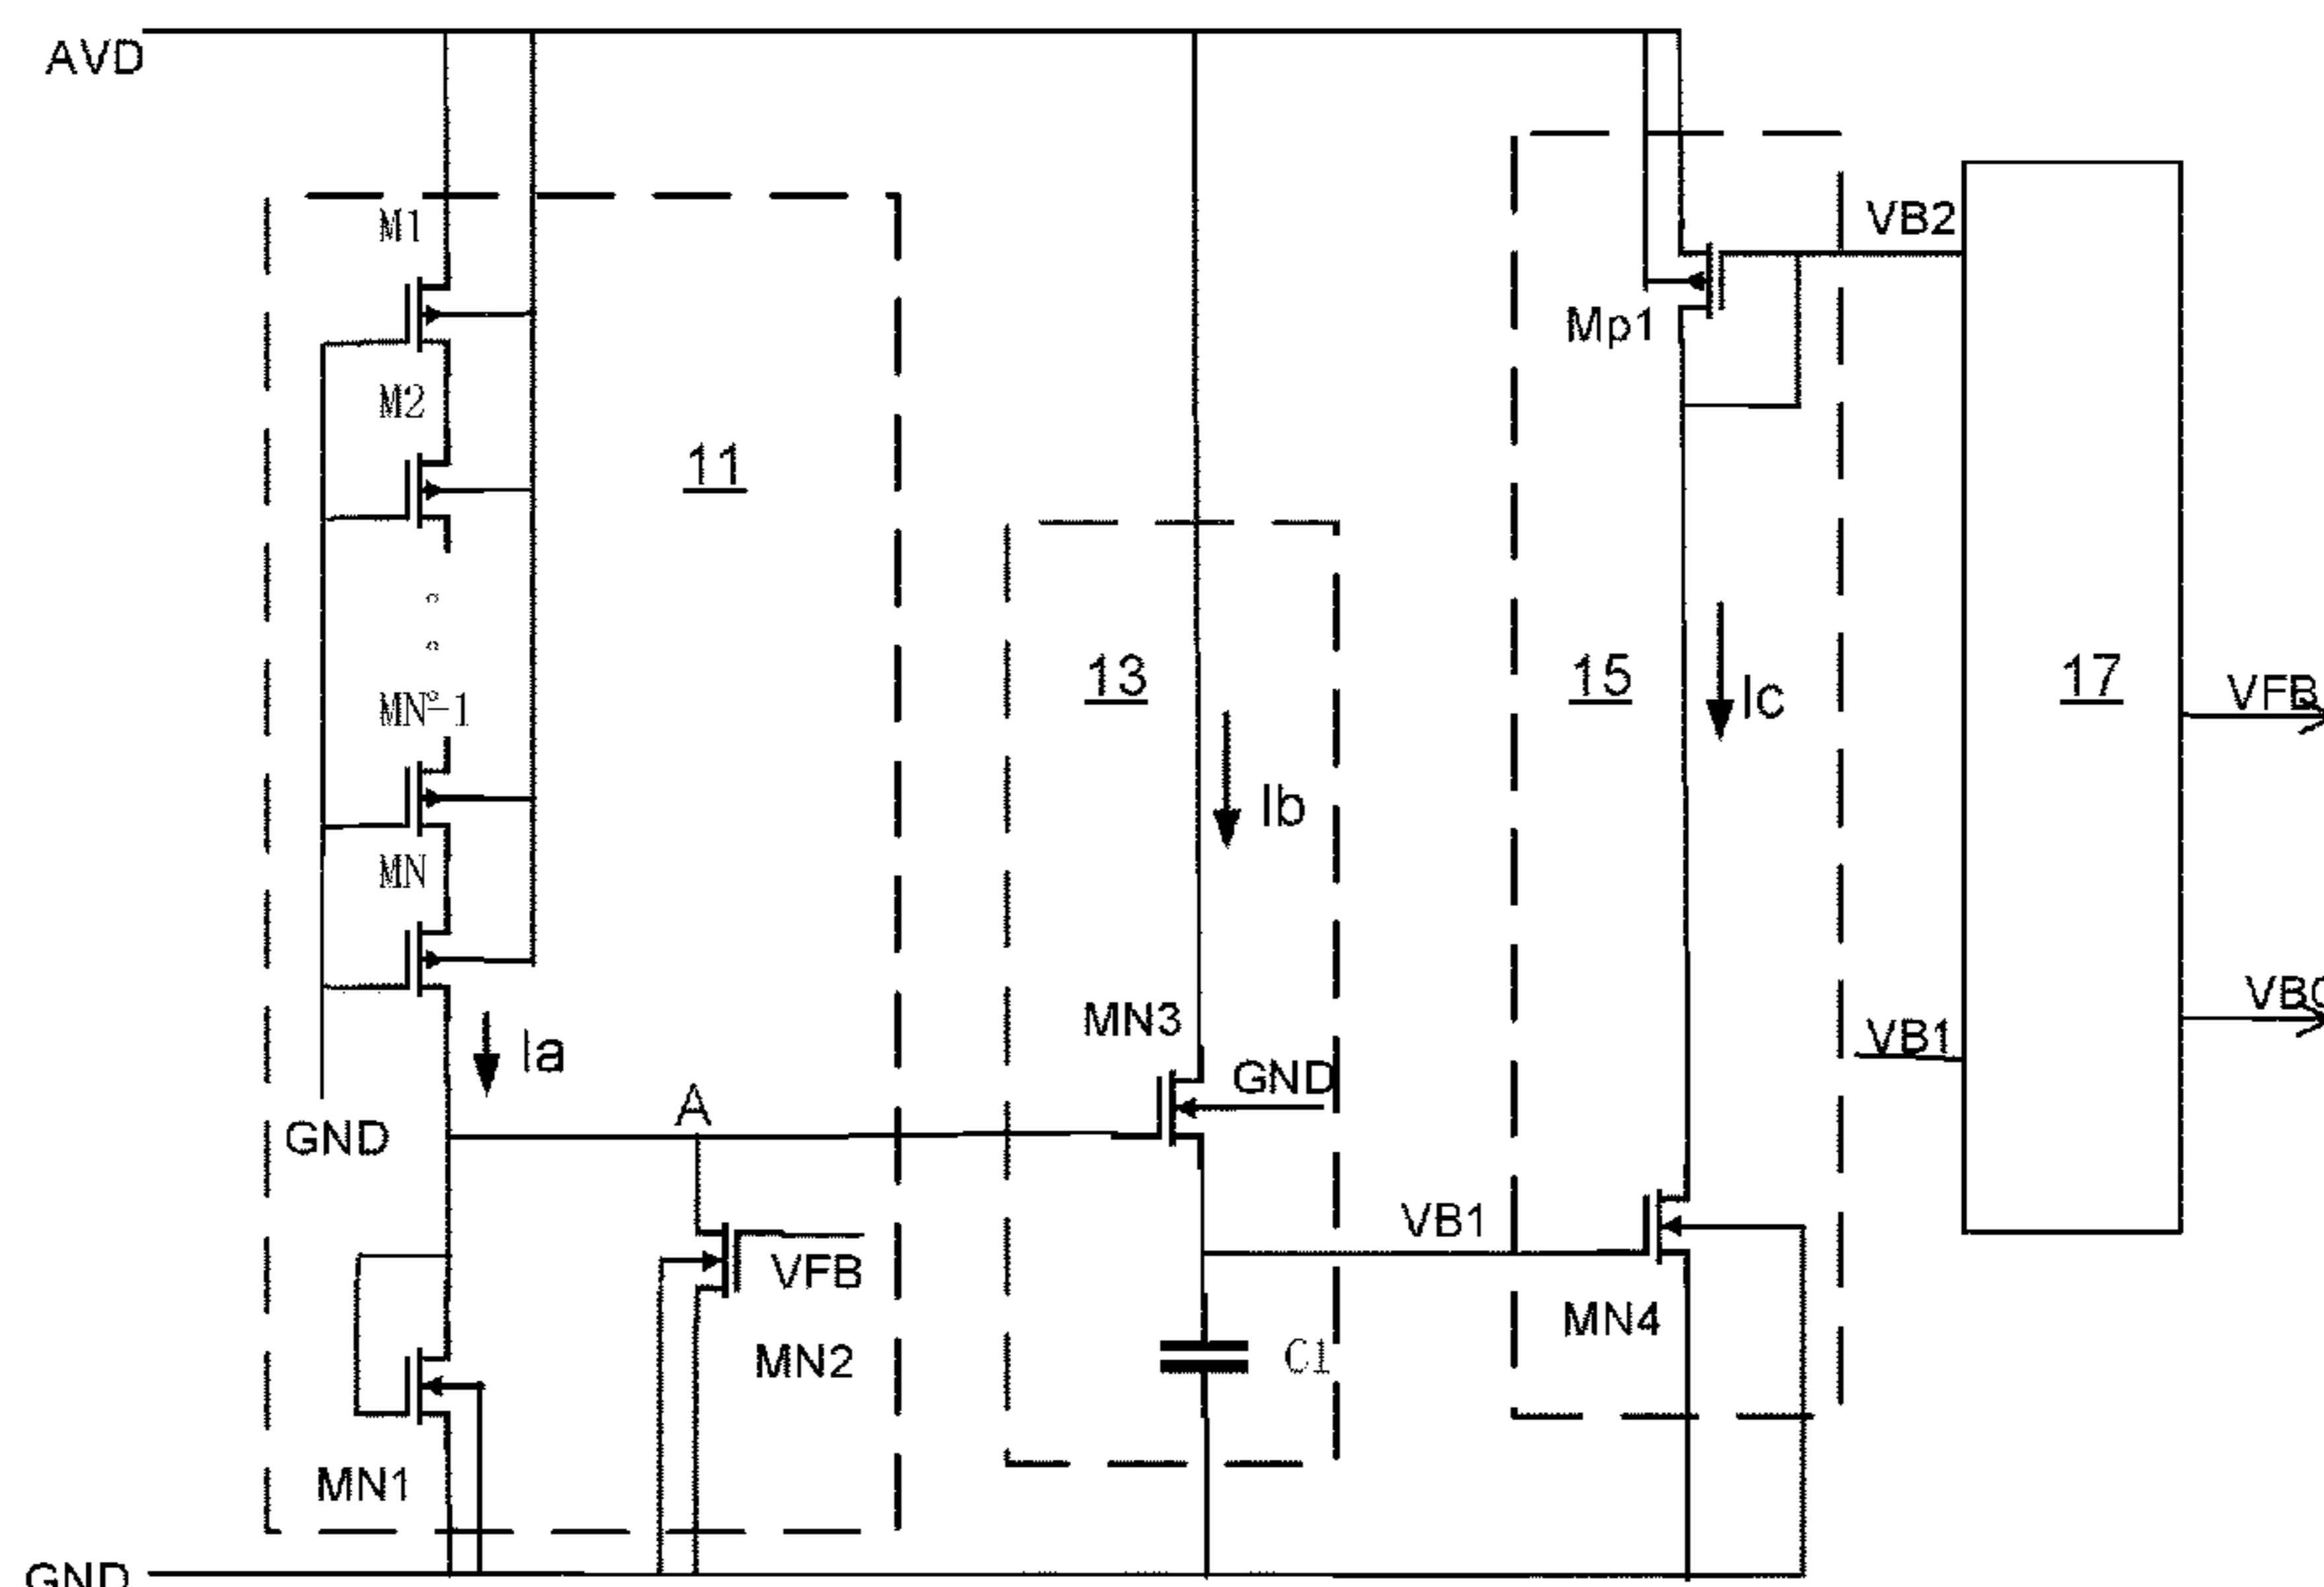 AVD
M1
VB2
Mp1
M2
11
13
15
17
Ic
VFB
MN-1
Ib
MN
MN3
Ia
VB1
GND
A
GND
VB1
VFB
MN4
MN2
C1
MN1
GND